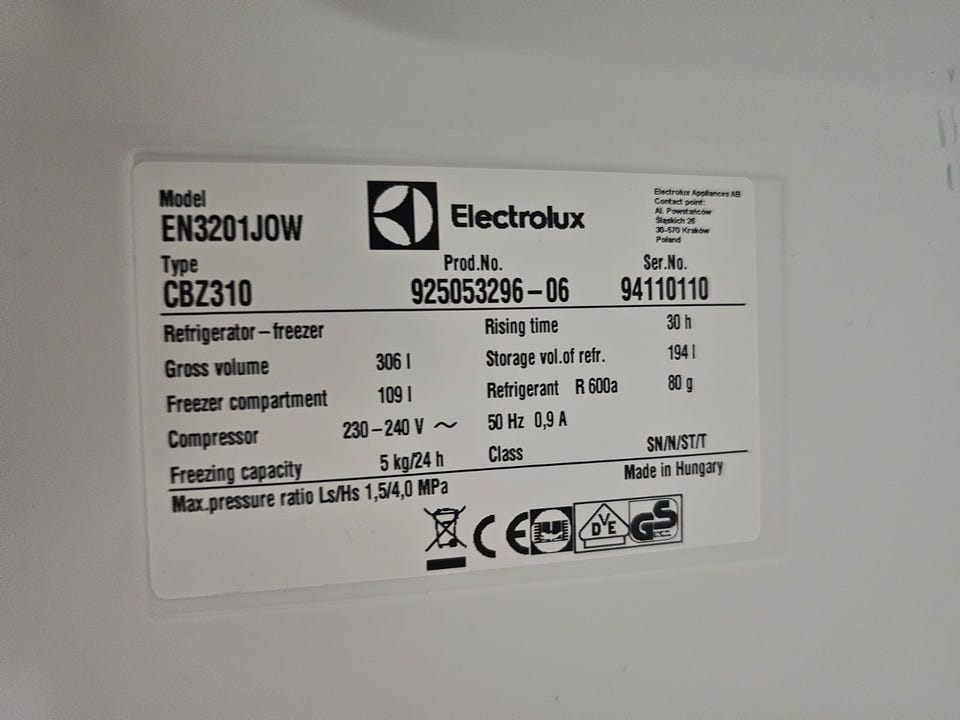 Model
EN3201JOW
Electrolux
Electrolux Appliances AB
Contact point:
Al. Powstańców
Śląskich 26
30-570 Kraków
Poland
Type
CBZ310
Prod.No.
925053296-06
Ser.No.
94110110
Refrigerator-freezer
Gross volume 306 l
Freezer compartment 109 l
Compressor 230-240 V ~ 50 Hz 0,9 A
Freezing capacity 5 kg/24 h
Rising time 30 h
Storage vol.of refr. 194 l
Refrigerant R 600a 80 g
Class SN/N/ST/T
Max.pressure ratio Ls/Hs 1,5/4,0 MPa
Made in Hungary
CE
DVE
GS